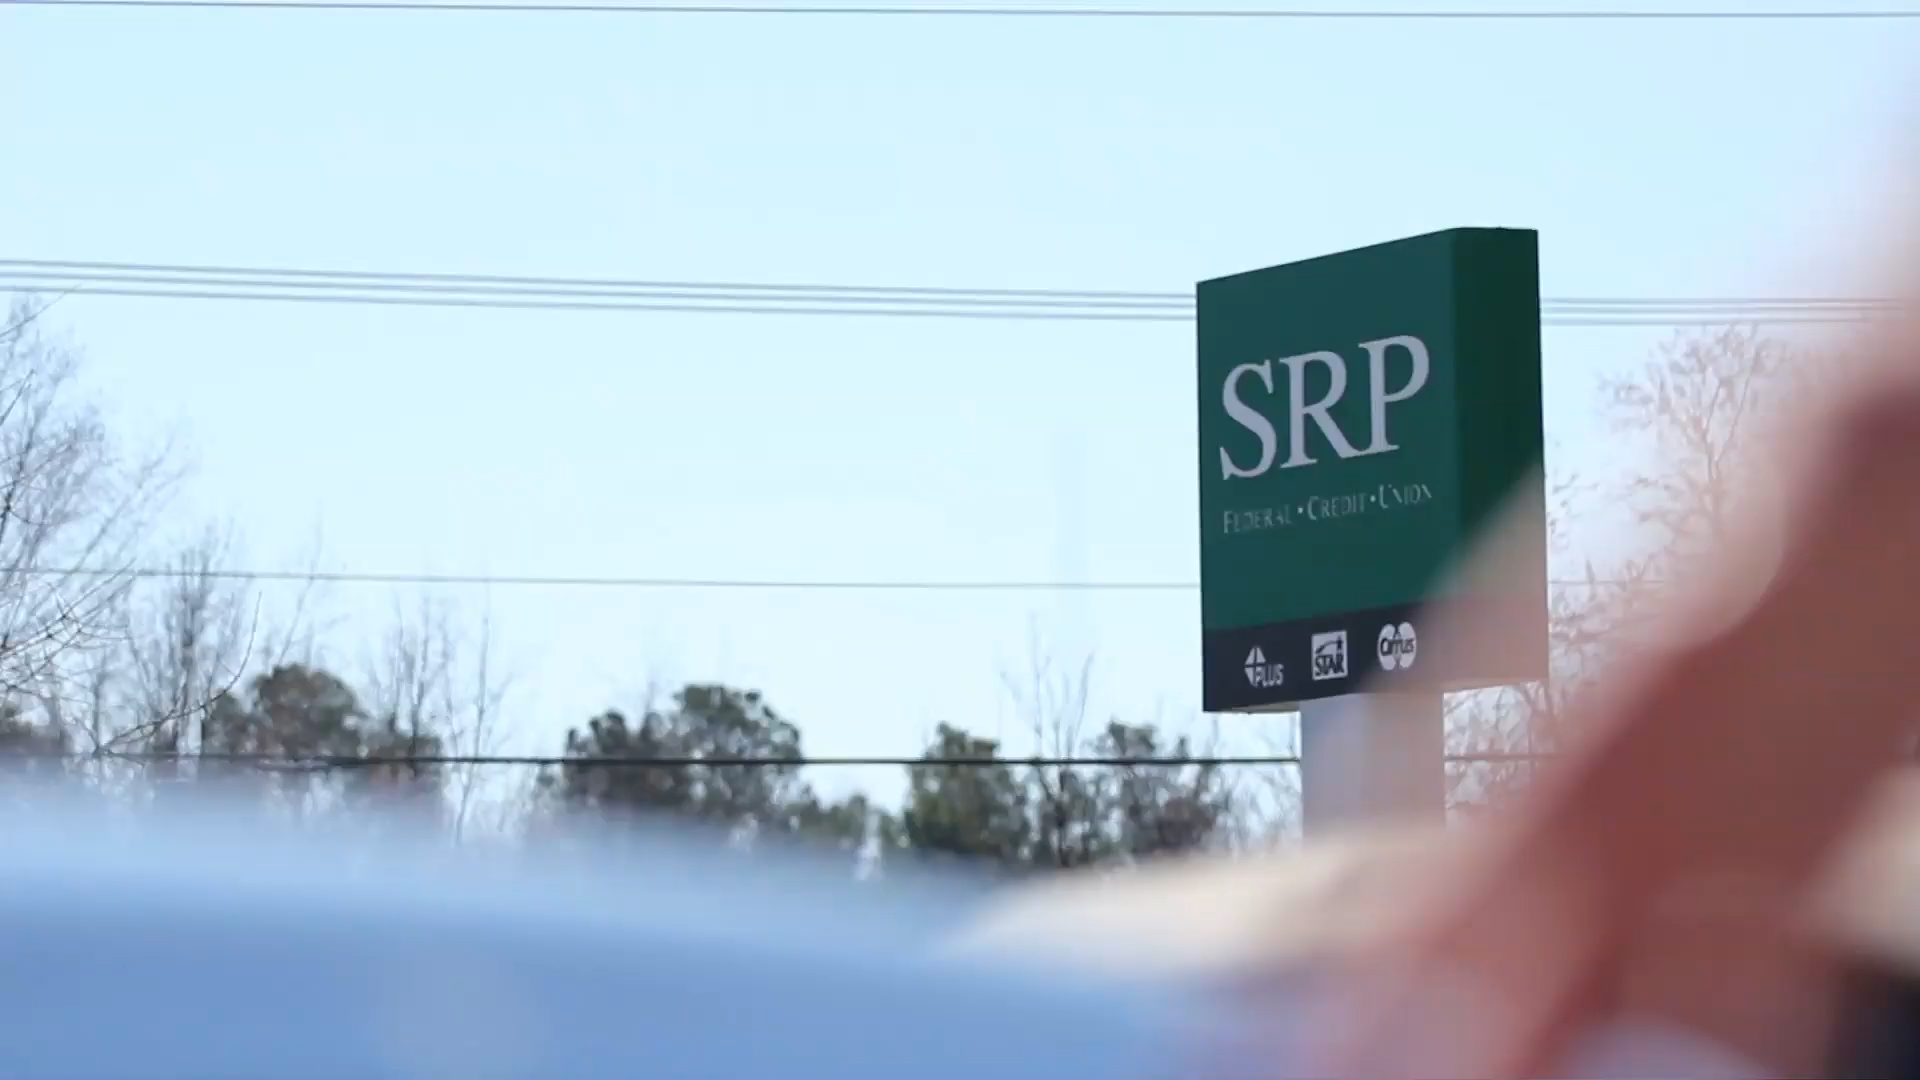 SRP
FEDERAL • CREDIT • UNION
PLUS STAR Cirrus